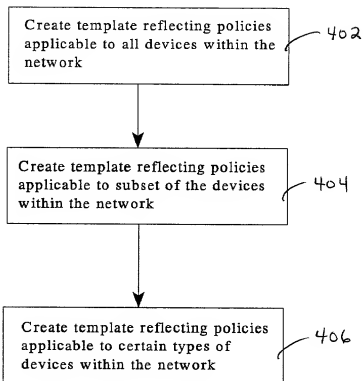 Create template reflecting policies
applicable to all devices within the
network
402
Create template reflecting policies
applicable to subset of the devices
within the network
404
Create template reflecting policies
applicable to certain types of
devices within the network
406